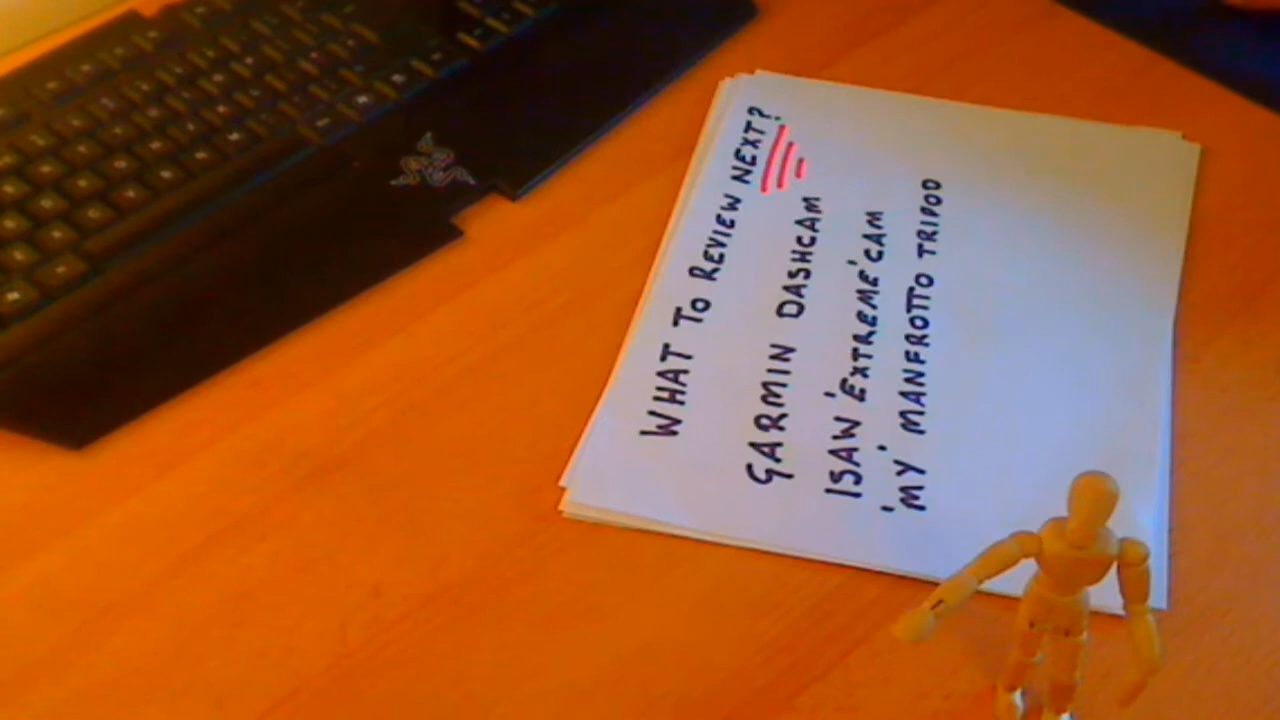 WHAT TO REVIEW NEXT?
GARMIN DASHCAM
ISAW 'EXTREME' CAM
'MY' MANFROTTO TRIPOD